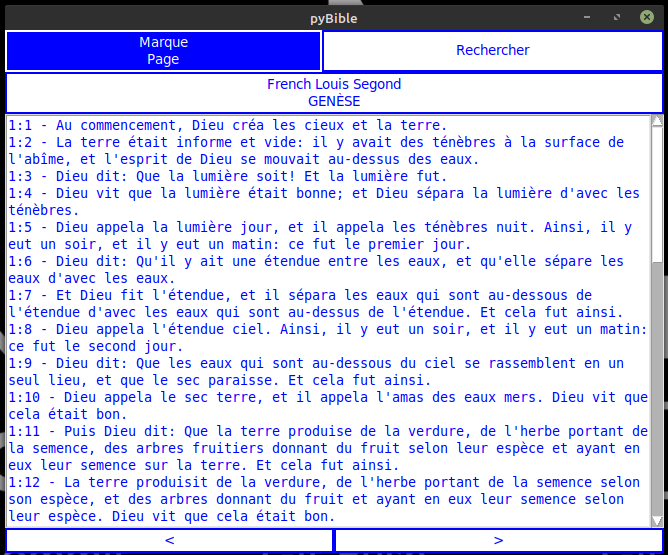 pyBible
Marque
Page
Rechercher
French Louis Segond
GENÈSE
1:1 - Au commencement, Dieu créa les cieux et la terre.
1:2 - La terre était informe et vide: il y avait des ténèbres à la surface de
l'abîme, et l'esprit de Dieu se mouvait au-dessus des eaux.
1:3 - Dieu dit: Que la lumière soit! Et la lumière fut.
1:4 - Dieu vit que la lumière était bonne; et Dieu sépara la lumière d'avec les
ténèbres.
1:5 - Dieu appela la lumière jour, et il appela les ténèbres nuit. Ainsi, il y
eut un soir, et il y eut un matin: ce fut le premier jour.
1:6 - Dieu dit: Qu'il y ait une étendue entre les eaux, et qu'elle sépare les
eaux d'avec les eaux.
1:7 - Et Dieu fit l'étendue, et il sépara les eaux qui sont au-dessous de
l'étendue d'avec les eaux qui sont au-dessus de l'étendue. Et cela fut ainsi.
1:8 - Dieu appela l'étendue ciel. Ainsi, il y eut un soir, et il y eut un matin:
ce fut le second jour.
1:9 - Dieu dit: Que les eaux qui sont au-dessous du ciel se rassemblent en un
seul lieu, et que le sec paraisse. Et cela fut ainsi.
1:10 - Dieu appela le sec terre, et il appela l'amas des eaux mers. Dieu vit que
cela était bon.
1:11 - Puis Dieu dit: Que la terre produise de la verdure, de l'herbe portant de
la semence, des arbres fruitiers donnant du fruit selon leur espèce et ayant en
eux leur semence sur la terre. Et cela fut ainsi.
1:12 - La terre produisit de la verdure, de l'herbe portant de la semence selon
son espèce, et des arbres donnant du fruit et ayant en eux leur semence selon
leur espèce. Dieu vit que cela était bon.
< >